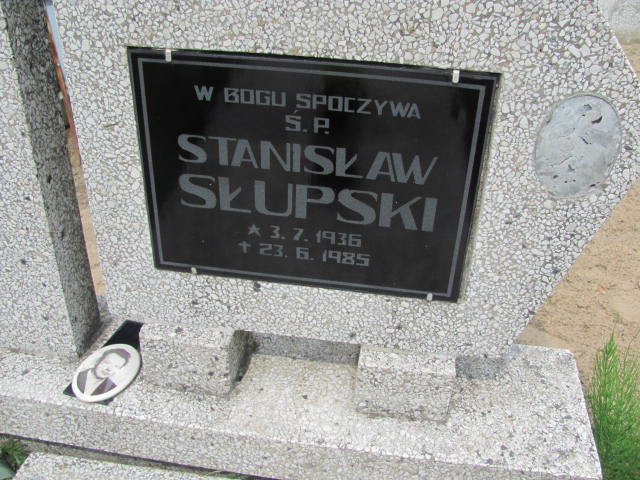 W BOGU SPOCZYWA
Ś. P.
STANISŁAW
SŁUPSKI
★ 3. 7. 1936
✝ 23. 6. 1985